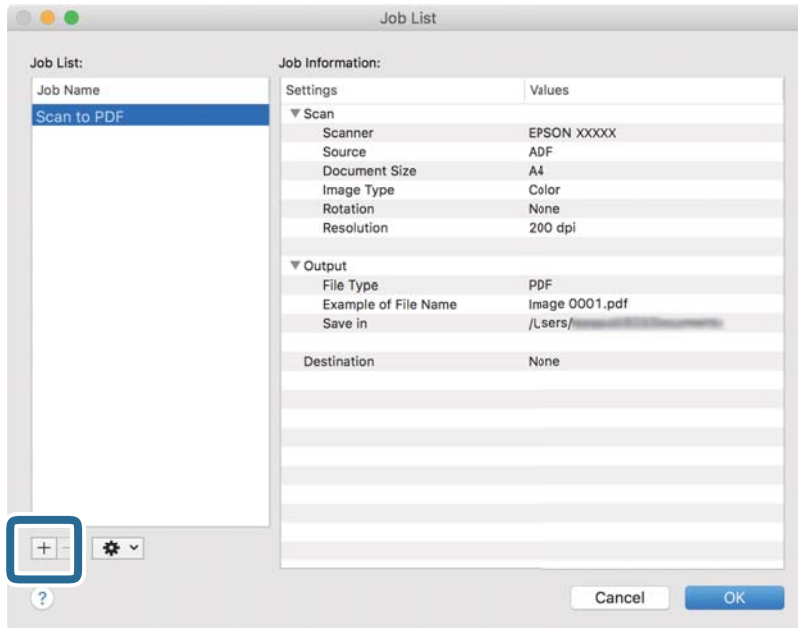 Job List
Job List:
Job Name
Scan to PDF
Job Information:
Settings Values
Scan
Scanner EPSON XXXXX
Source ADF
Document Size A4
Image Type Color
Rotation None
Resolution 200 dpi
Output
File Type PDF
Example of File Name Image 0001.pdf
Save in /Users/
Destination None
+ -
?
Cancel OK